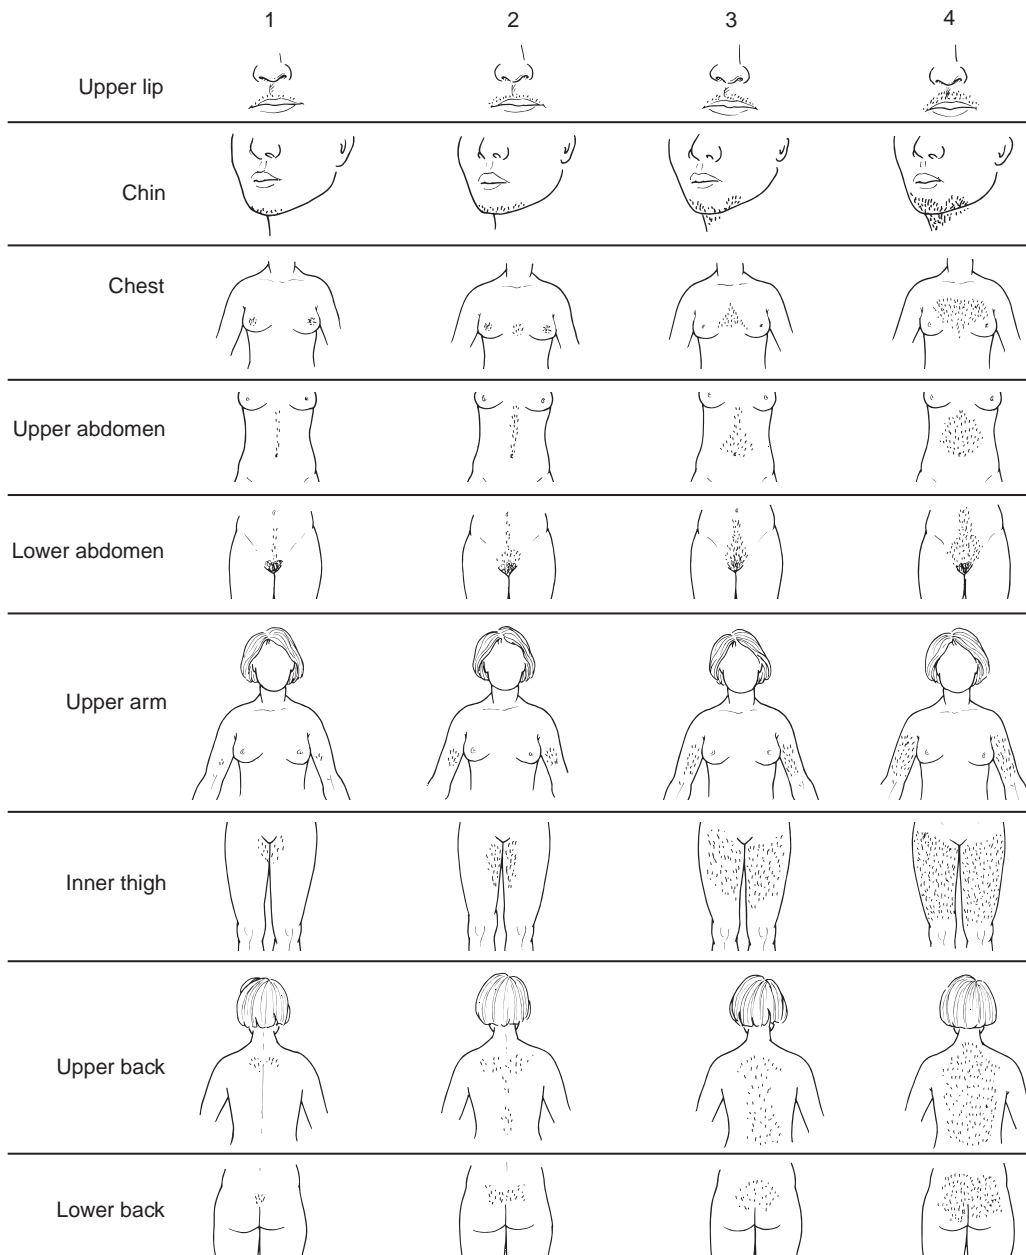 1 2 3 4
Upper lip
Chin
Chest
Upper abdomen
Lower abdomen
Upper arm
Inner thigh
Upper back
Lower back